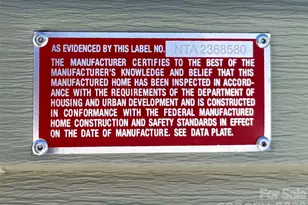 AS EVIDENCED BY THIS LABEL NO. NTA 2368580
THE MANUFACTURER CERTIFIES TO THE BEST OF THE
MANUFACTURER'S KNOWLEDGE AND BELIEF THAT THIS
MANUFACTURED HOME HAS BEEN INSPECTED IN ACCORD-
ANCE WITH THE REQUIREMENTS OF THE DEPARTMENT OF
HOUSING AND URBAN DEVELOPMENT AND IS CONSTRUCTED
IN CONFORMANCE WITH THE FEDERAL MANUFACTURED
HOME CONSTRUCTION AND SAFETY STANDARDS IN EFFECT
ON THE DATE OF MANUFACTURE. SEE DATA PLATE.
For Sale